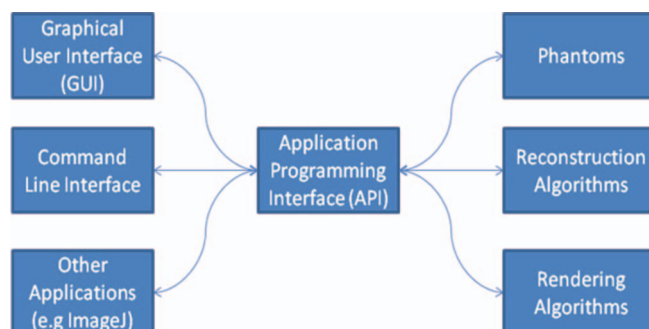 Graphical
User Interface
(GUI)
Command
Line Interface
Other
Applications
(e.g ImageJ)
Application
Programming
Interface (API)
Phantoms
Reconstruction
Algorithms
Rendering
Algorithms